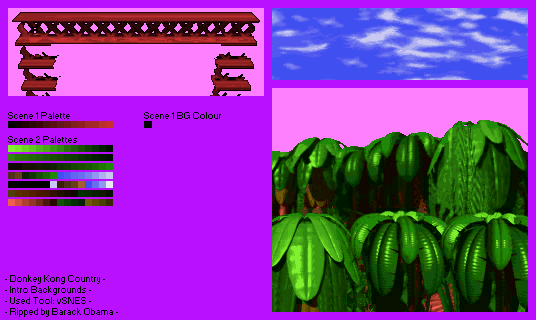 Scene 1 Palette
Scene 1 BG Colour
Scene 2 Palettes
- Donkey Kong Country -
- Intro Backgrounds -
- Used Tool: vSNES -
- Ripped by Barack Obama -